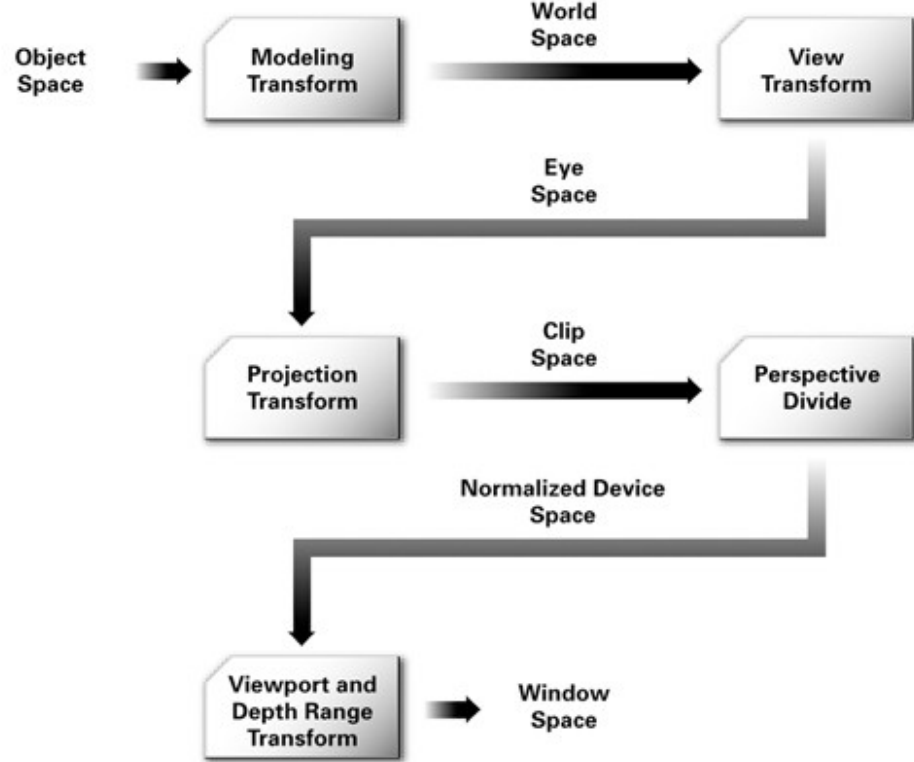 Object
Space
Modeling
Transform
World
Space
View
Transform
Eye
Space
Projection
Transform
Clip
Space
Perspective
Divide
Normalized Device
Space
Viewport and
Depth Range
Transform
Window
Space